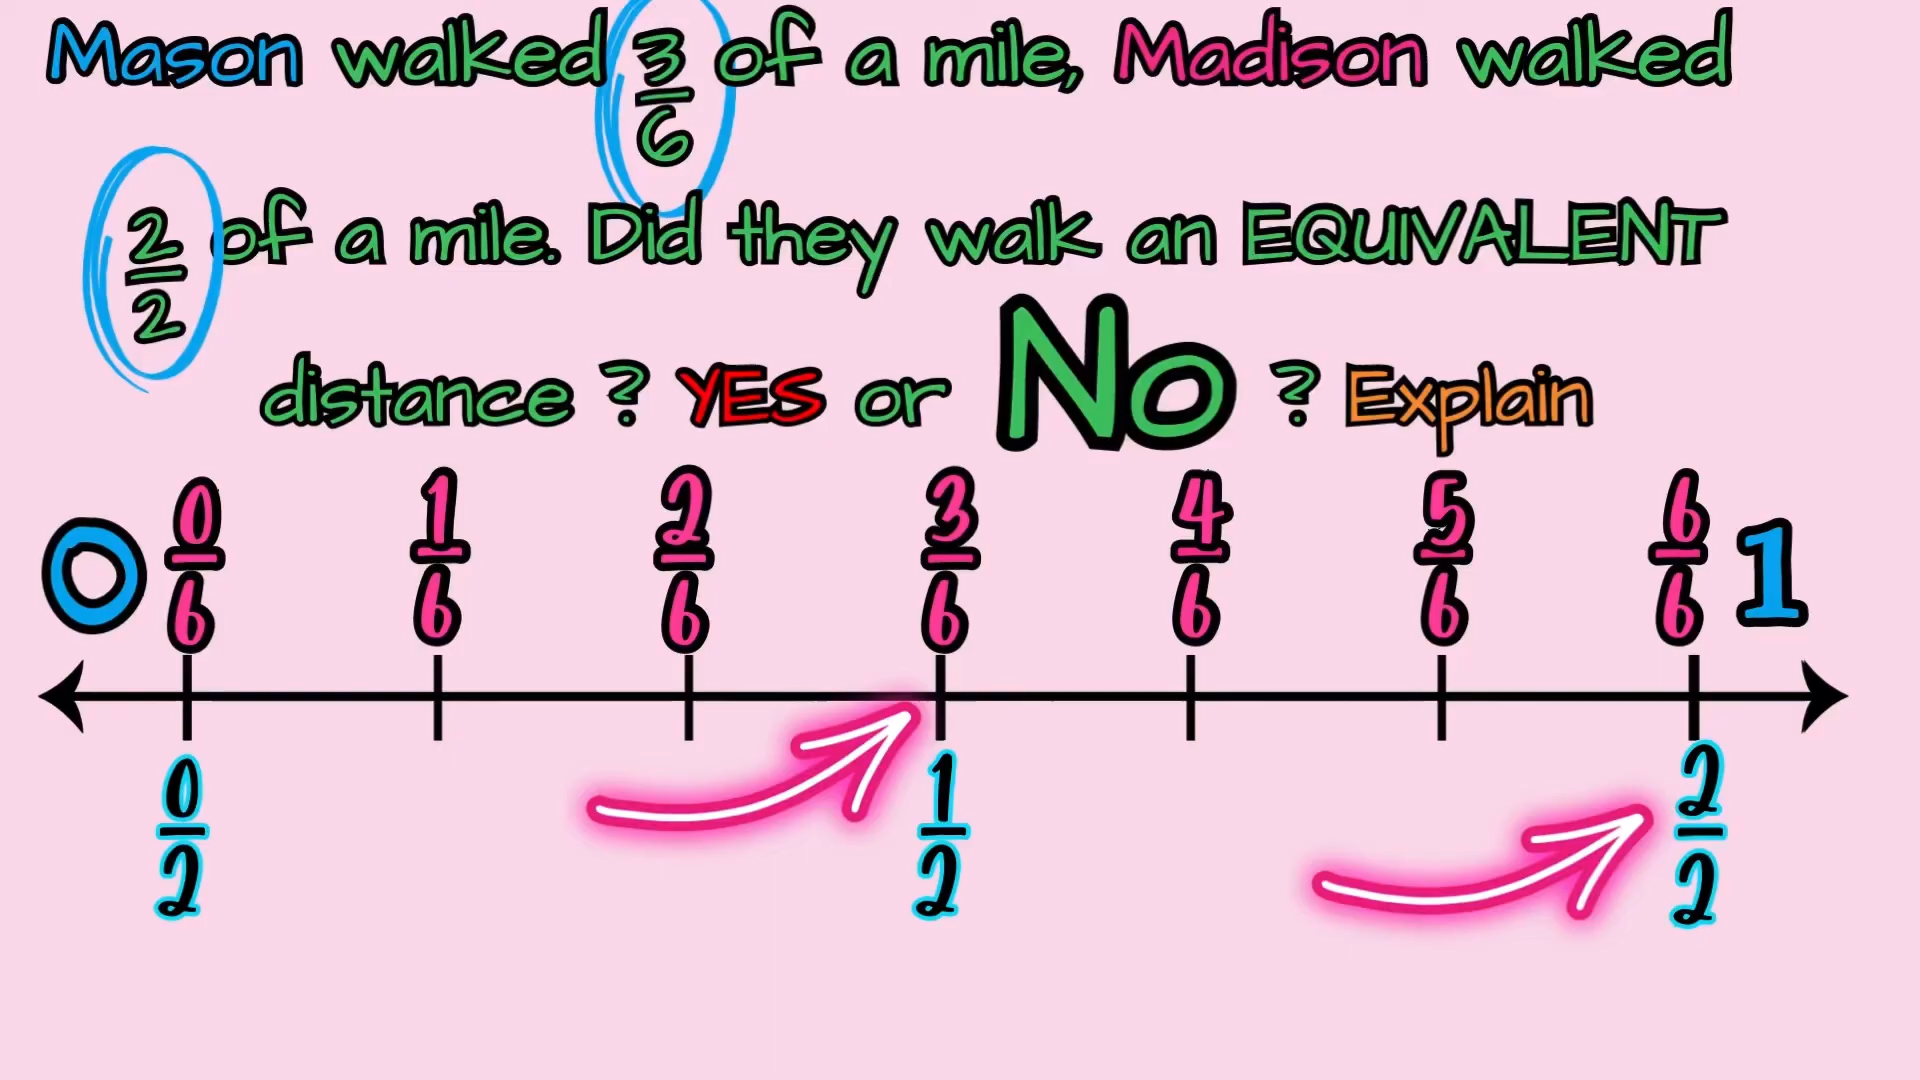 Mason walked 3/6 of a mile, Madison walked
2/2 of a mile. Did they walk an EQUIVALENT
distance ? YES or No ? Explain
0 0/6 1/6 2/6 3/6 4/6 5/6 6/6 1
0/2 1/2 2/2